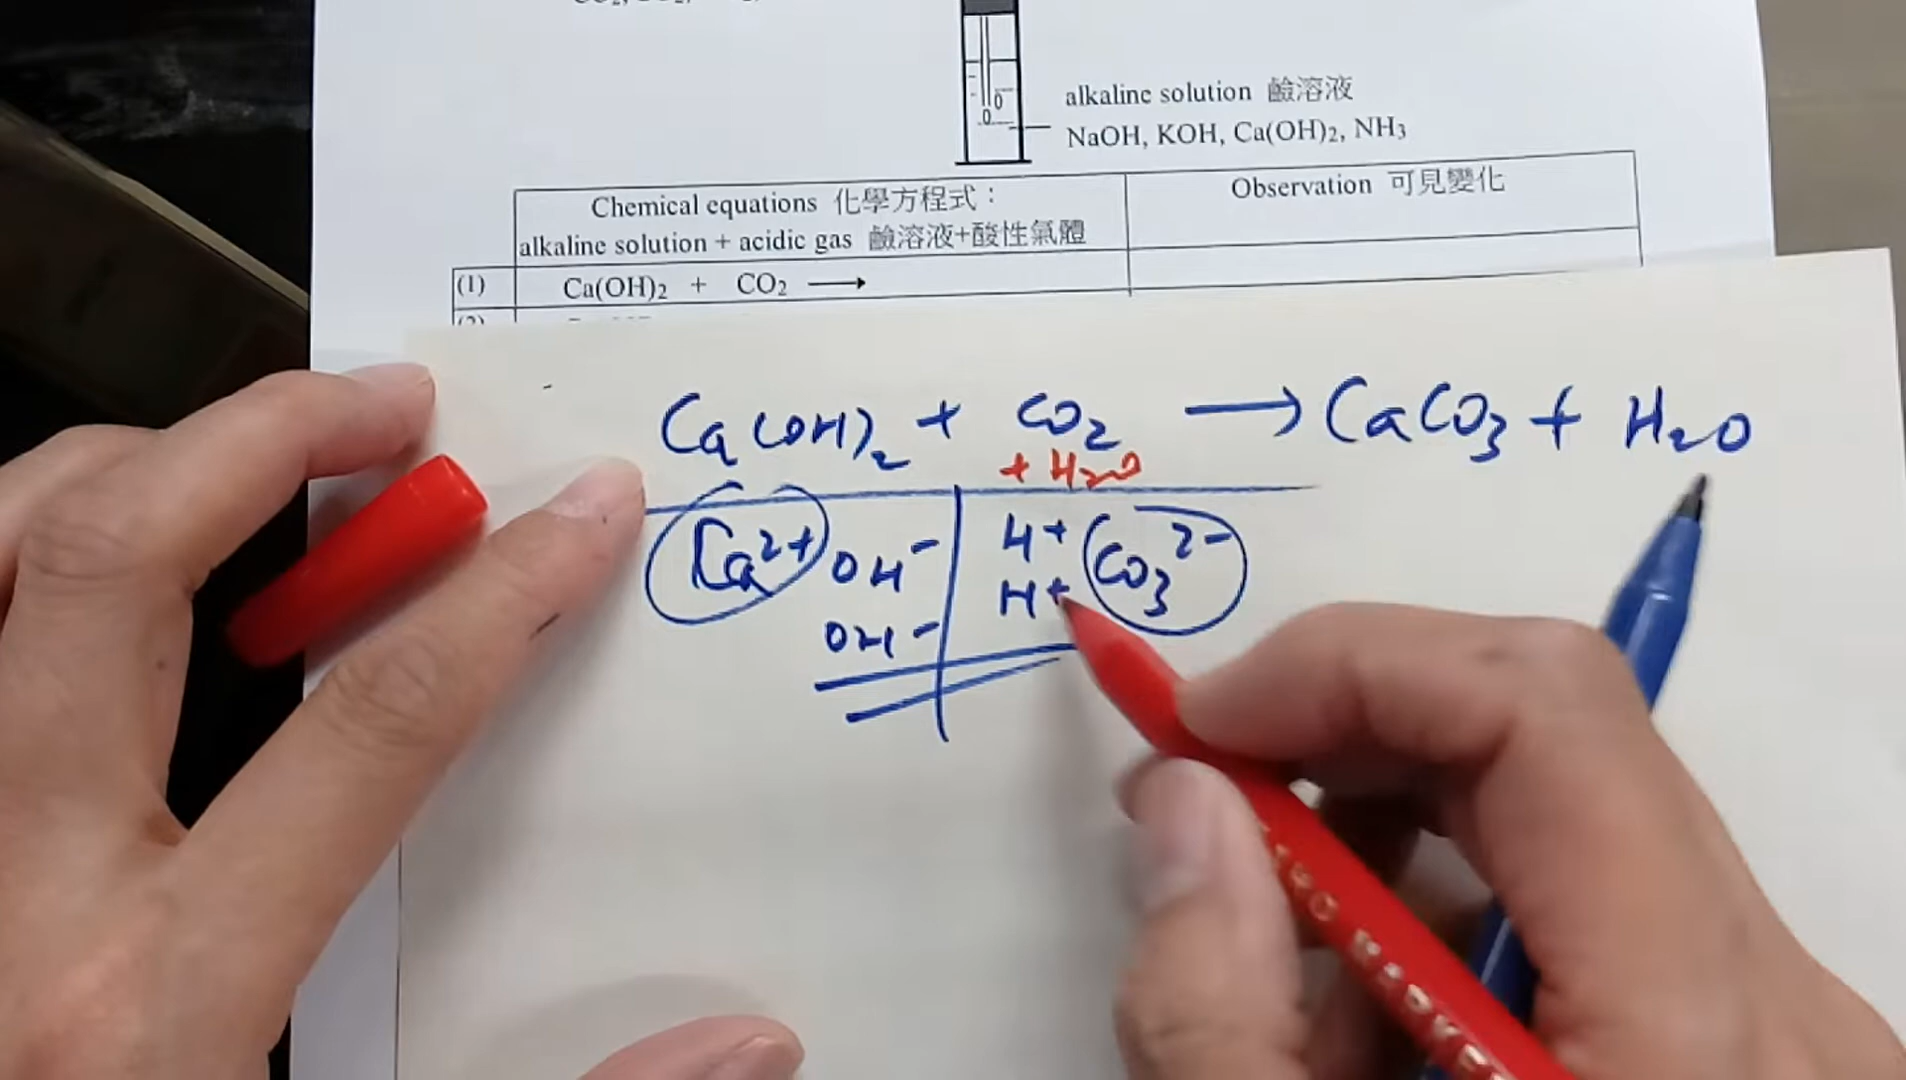 alkaline solution 鹼溶液
NaOH, KOH, Ca(OH)₂, NH₃
Chemical equations 化學方程式：
alkaline solution + acidic gas 鹼溶液+酸性氣體
Observation 可見變化
(1) Ca(OH)₂ + CO₂ ⟶
(2)
Ca(OH)₂ + CO₂ ⟶ CaCO₃ + H₂O
+ H₂O
Ca²⁺ OH⁻ H⁺ CO₃²⁻
OH⁻ H⁺